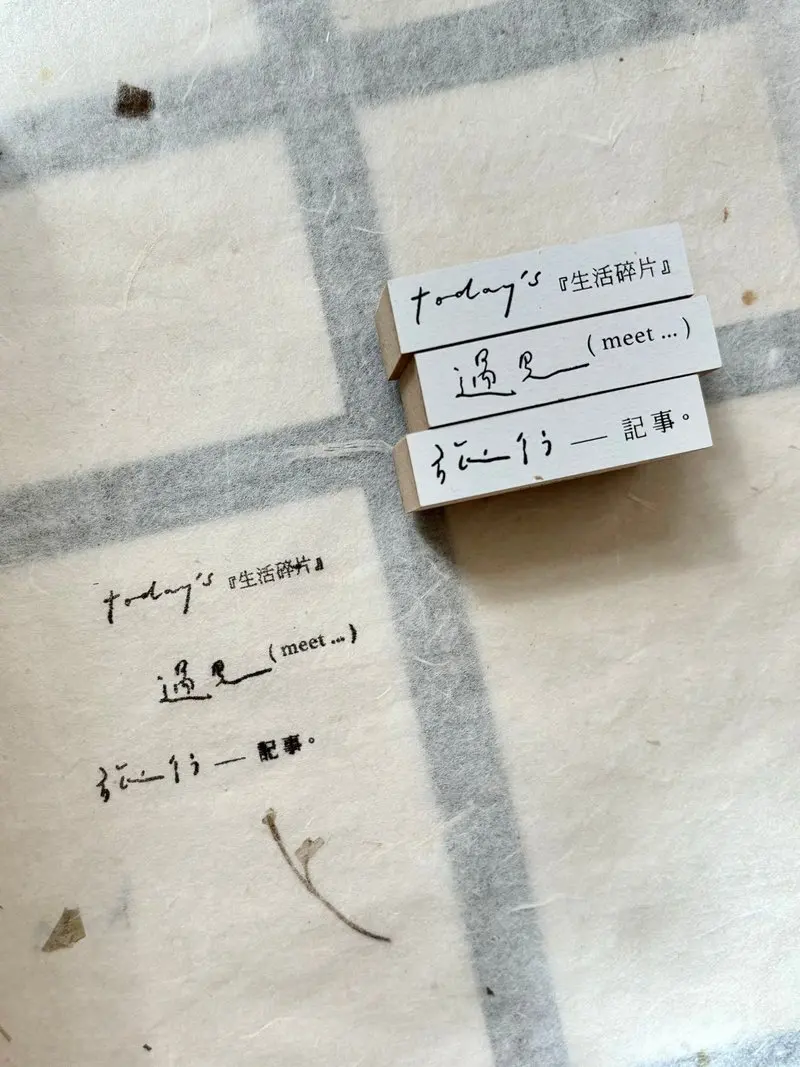 today's 『生活碎片』
遇見 (meet ...)
旅行 — 記事。
today's 『生活碎片』
遇見 (meet ...)
旅行 — 記事。